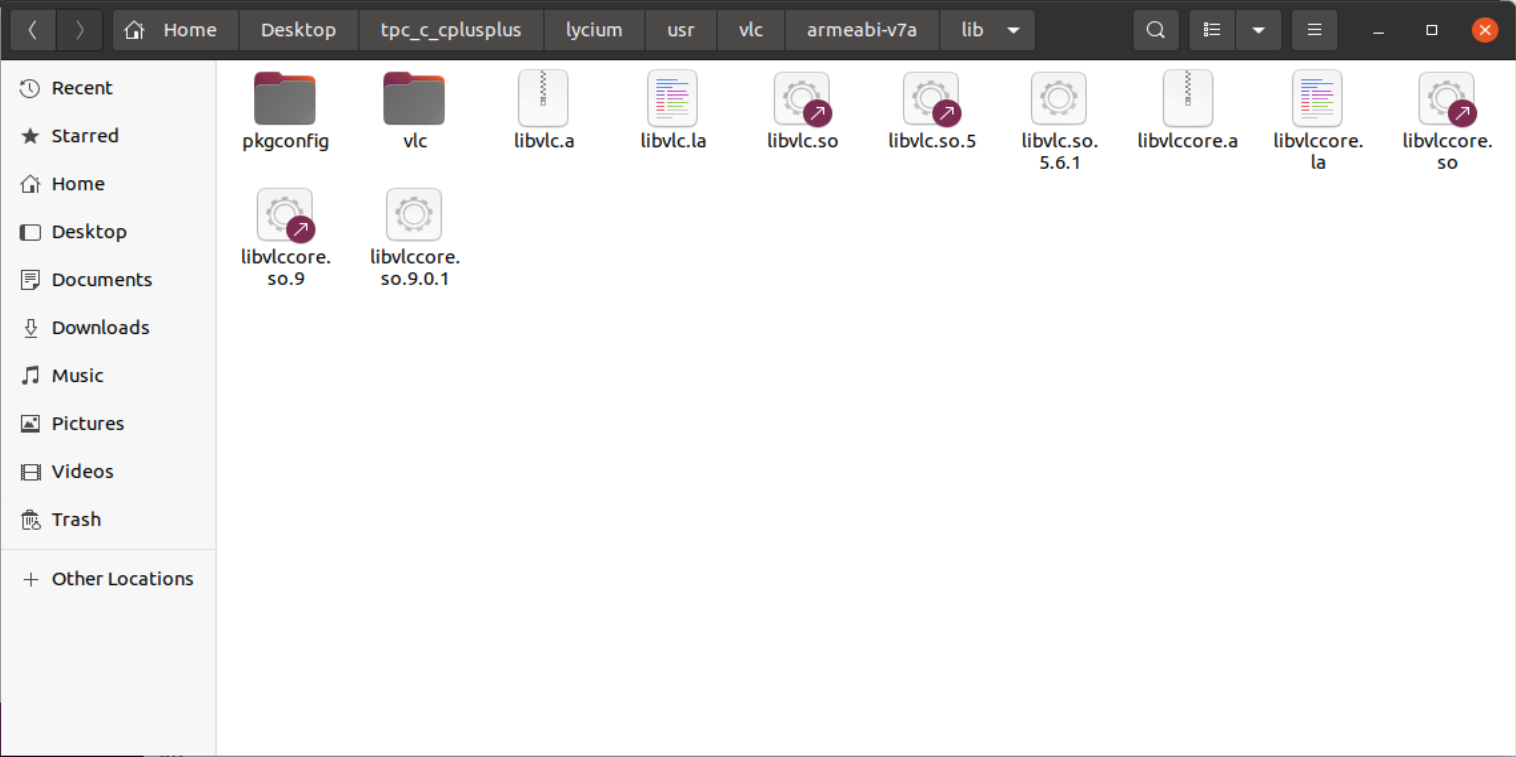 Home Desktop tpc_c_cplusplus lycium usr vlc armeabi-v7a lib
Recent
Starred
Home
Desktop
Documents
Downloads
Music
Pictures
Videos
Trash
Other Locations
pkgconfig vlc libvlc.a libvlc.la libvlc.so libvlc.so.5 libvlc.so. libvlccore.a libvlccore. libvlccore.
5.6.1 la so
libvlccore. libvlccore.
so.9 so.9.0.1